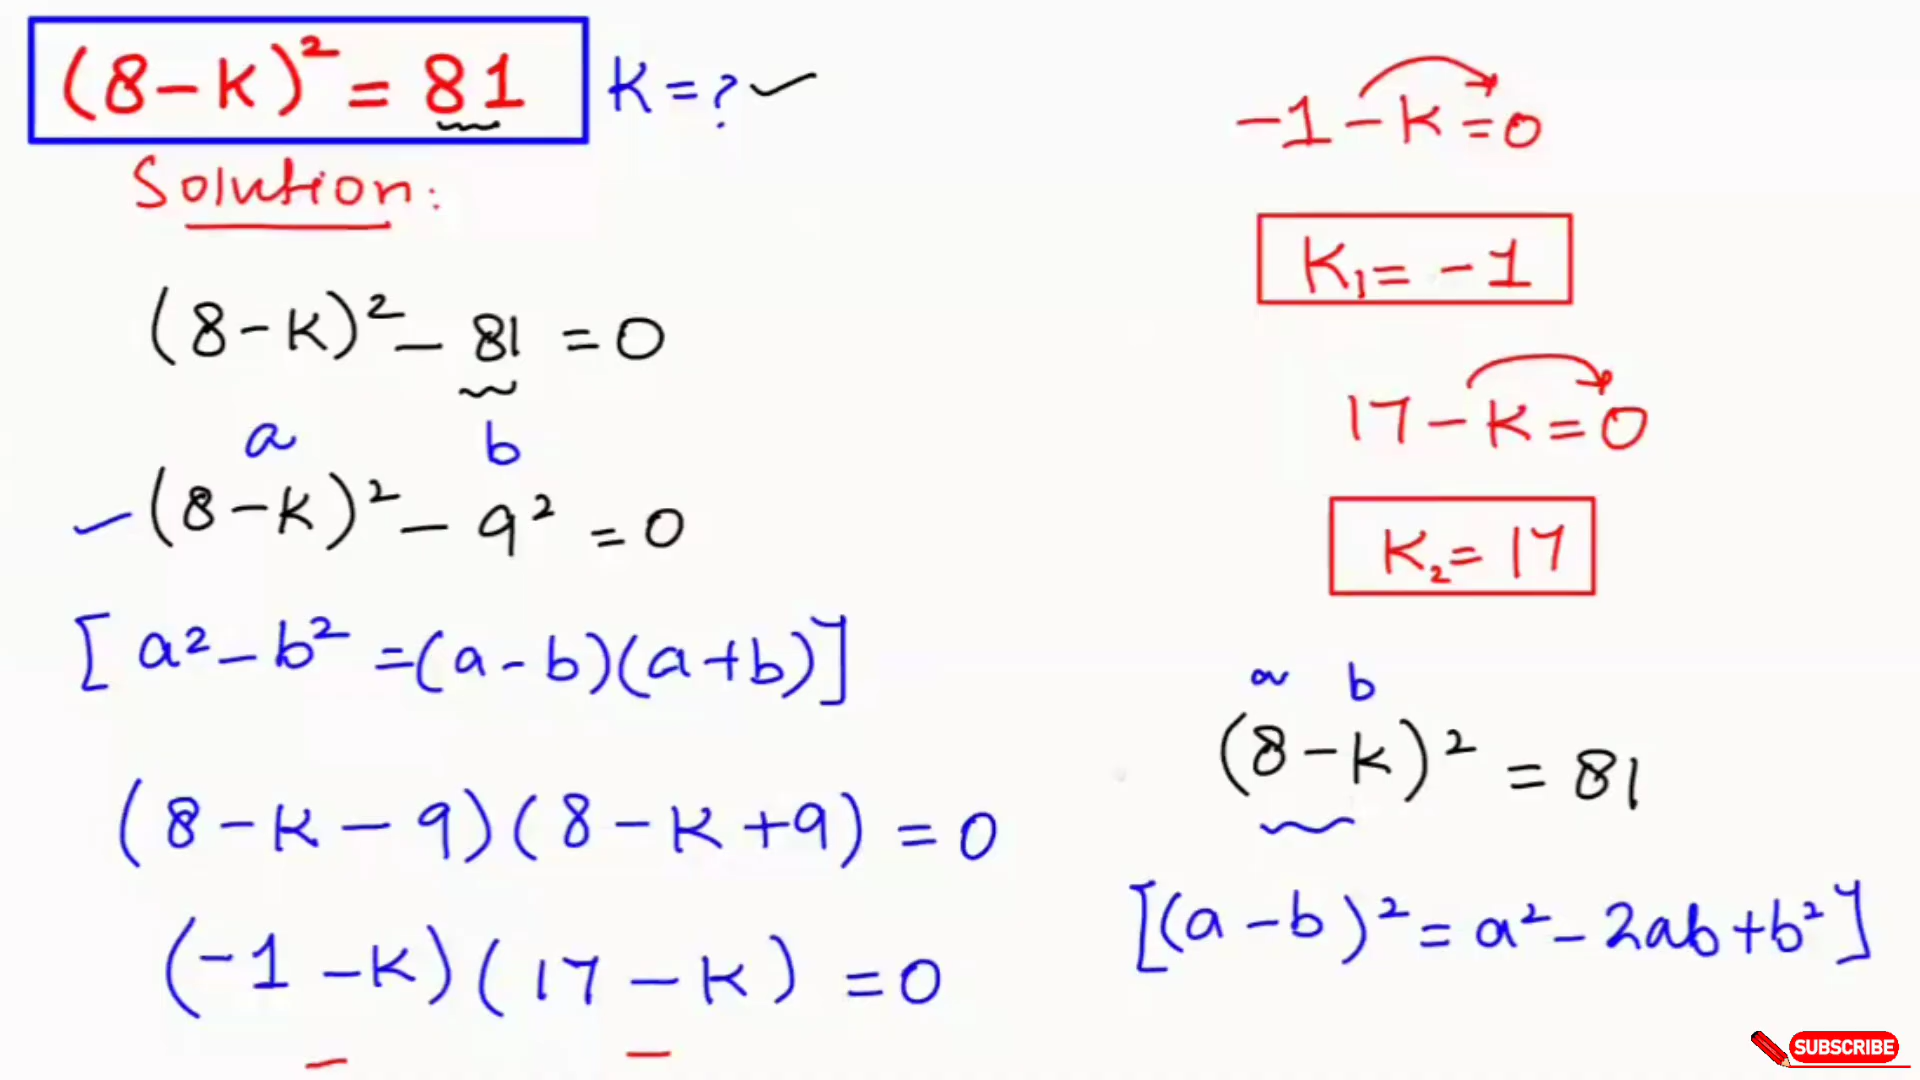 (8-K)² = 81 K = ?
Solution:
(8-K)² - 81 = 0
a b
(8-K)² - 9² = 0
[a² - b² = (a-b)(a+b)]
(8-K-9)(8-K+9) = 0
(-1-K)(17-K) = 0
-1-K = 0
K₁ = -1
17-K = 0
K₂ = 17
a b
(8-K)² = 81
[(a-b)² = a² - 2ab + b²]
SUBSCRIBE